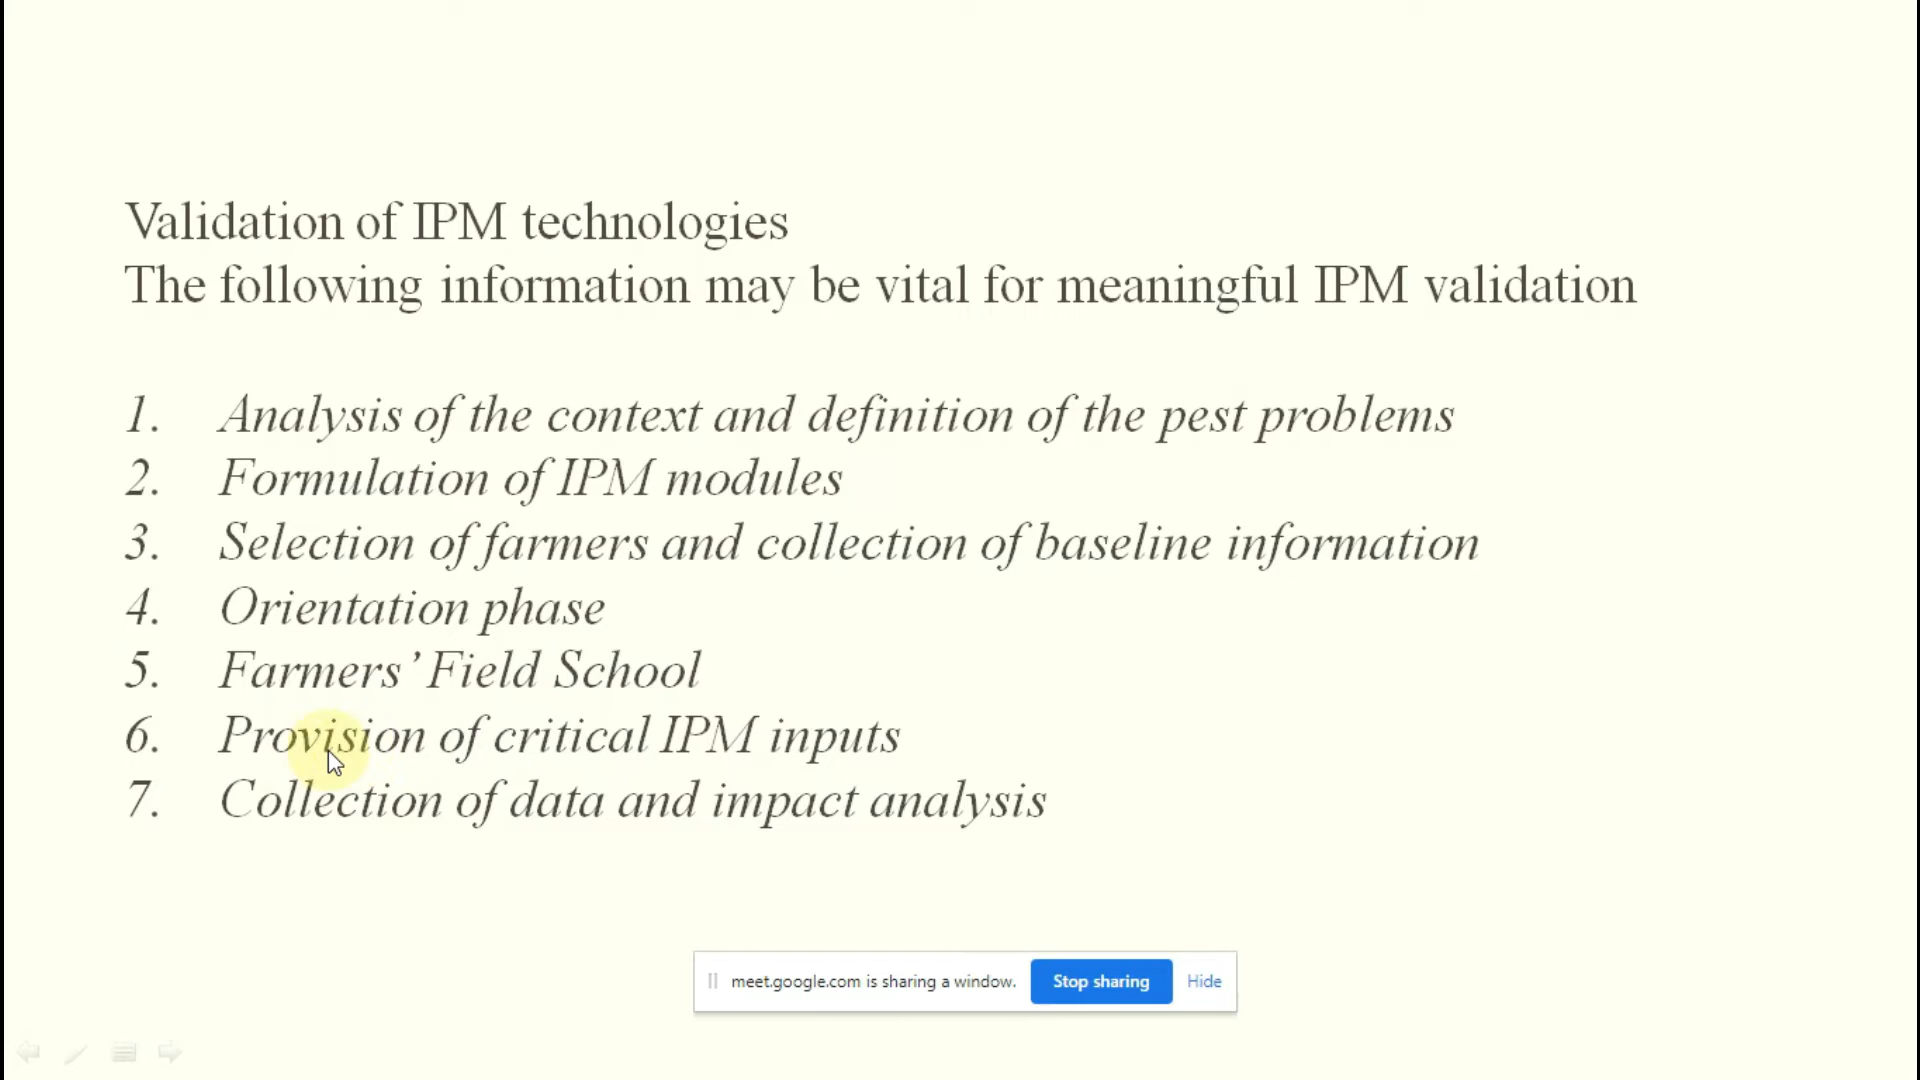 Validation of IPM technologies
The following information may be vital for meaningful IPM validation
1. Analysis of the context and definition of the pest problems
2. Formulation of IPM modules
3. Selection of farmers and collection of baseline information
4. Orientation phase
5. Farmers’ Field School
6. Provision of critical IPM inputs
7. Collection of data and impact analysis
meet.google.com is sharing a window. Stop sharing Hide